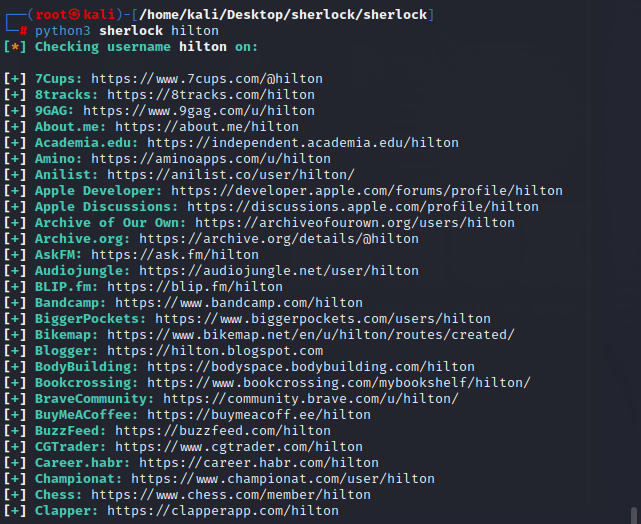 ┌──(root㉿kali)-[/home/kali/Desktop/sherlock/sherlock]
└─# python3 sherlock hilton
[*] Checking username hilton on:
[+] 7Cups: https://www.7cups.com/@hilton
[+] 8tracks: https://8tracks.com/hilton
[+] 9GAG: https://www.9gag.com/u/hilton
[+] About.me: https://about.me/hilton
[+] Academia.edu: https://independent.academia.edu/hilton
[+] Amino: https://aminoapps.com/u/hilton
[+] Anilist: https://anilist.co/user/hilton/
[+] Apple Developer: https://developer.apple.com/forums/profile/hilton
[+] Apple Discussions: https://discussions.apple.com/profile/hilton
[+] Archive of Our Own: https://archiveofourown.org/users/hilton
[+] Archive.org: https://archive.org/details/@hilton
[+] AskFM: https://ask.fm/hilton
[+] Audiojungle: https://audiojungle.net/user/hilton
[+] BLIP.fm: https://blip.fm/hilton
[+] Bandcamp: https://www.bandcamp.com/hilton
[+] BiggerPockets: https://www.biggerpockets.com/users/hilton
[+] Bikemap: https://www.bikemap.net/en/u/hilton/routes/created/
[+] Blogger: https://hilton.blogspot.com
[+] BodyBuilding: https://bodyspace.bodybuilding.com/hilton
[+] Bookcrossing: https://www.bookcrossing.com/mybookshelf/hilton/
[+] BraveCommunity: https://community.brave.com/u/hilton/
[+] BuyMeACoffee: https://buymeacoff.ee/hilton
[+] BuzzFeed: https://buzzfeed.com/hilton
[+] CGTrader: https://www.cgtrader.com/hilton
[+] Career.habr: https://career.habr.com/hilton
[+] Championat: https://www.championat.com/user/hilton
[+] Chess: https://www.chess.com/member/hilton
[+] Clapper: https://clapperapp.com/hilton